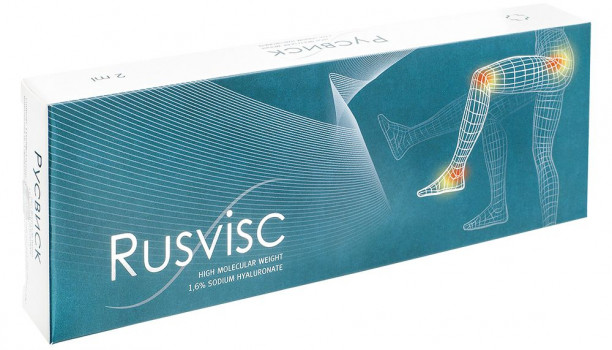 РУСВИСК
2 ml
РУСВИСК
Rusvisc
HIGH MOLECULAR WEIGHT
1,6% SODIUM HYALURONATE